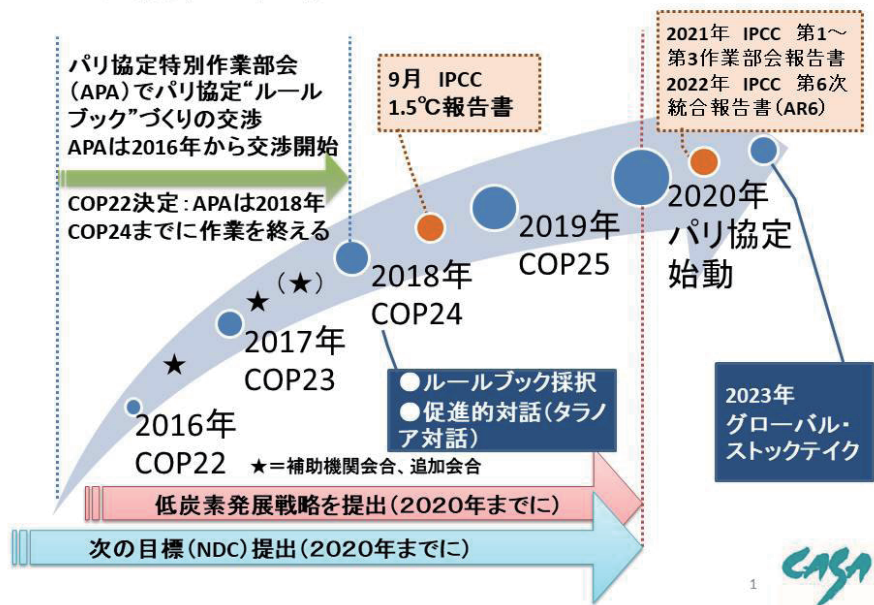 パリ協定特別作業部会
(APA)でパリ協定“ルール
ブック”づくりの交渉
APAは2016年から交渉開始
COP22決定:APAは2018年
COP24までに作業を終える
9月 IPCC
1.5℃報告書
2021年 IPCC 第1～
第3作業部会報告書
2022年 IPCC 第6次
統合報告書(AR6)
2020年
パリ協定
始動
2019年
COP25
2018年
COP24
★(★)
2017年
COP23
★
2016年
COP22
★=補助機関会合、追加会合
●ルールブック採択
●促進的対話(タラノ
ア対話)
2023年
グローバル・
ストックテイク
低炭素発展戦略を提出(2020年までに)
次の目標(NDC)提出(2020年までに)
1
CASA